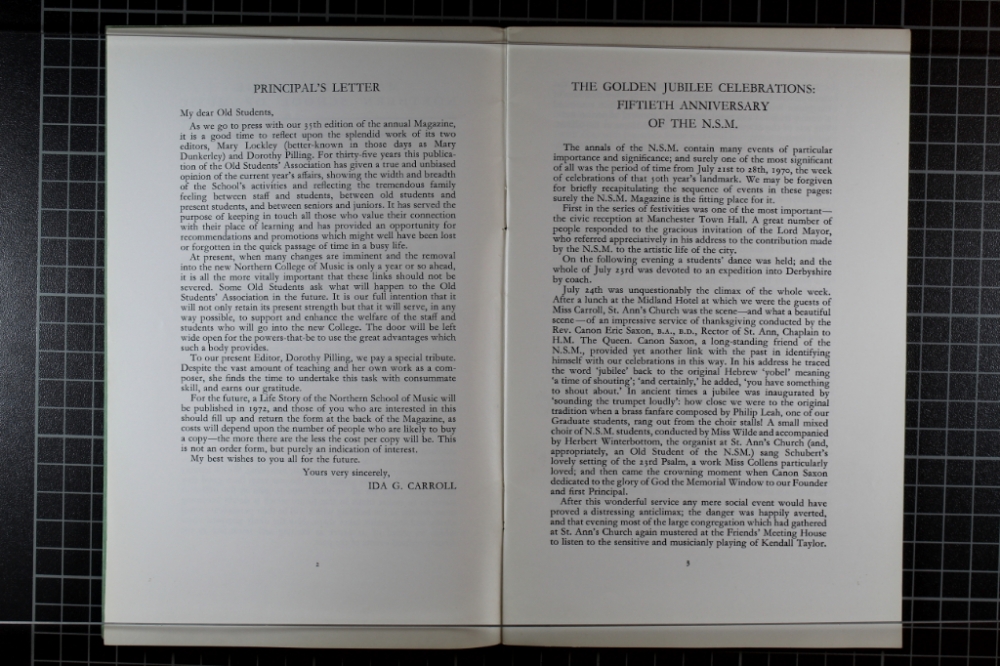 PRINCIPAL'S LETTER
My dear Old Students,
As we go to press with our 35th edition of the annual Magazine,
it is a good time to reflect upon the splendid work of its two
editors, Mary Lockley (better-known in those days as Mary
Dunkerley) and Dorothy Pilling. For thirty-five years this publica-
tion of the Old Students' Association has given a true and unbiased
opinion of the current year's affairs, showing the width and breadth
of the School's activities and reflecting the tremendous family
feeling between staff and students, between old students and
present students, and between seniors and juniors. It has served the
purpose of keeping in touch all those who value their connection
with their place of learning and has provided an opportunity for
recommendations and promotions which might well have been lost
or forgotten in the quick passage of time in a busy life.
At present, when many changes are imminent and the removal
into the new Northern College of Music is only a year or so ahead,
it is all the more vitally important that these links should not be
severed. Some Old Students ask what will happen to the Old
Students' Association in the future. It is our full intention that it
will not only retain its present strength but that it will serve, in any
way possible, to support and enhance the welfare of the staff and
students who will go into the new College. The door will be left
wide open for the powers-that-be to use the great advantages which
such a body provides.
To our present Editor, Dorothy Pilling, we pay a special tribute.
Despite the vast amount of teaching and her own work as a com-
poser, she finds the time to undertake this task with consummate
skill, and earns our gratitude.
For the future, a Life Story of the Northern School of Music will
be published in 1972, and those of you who are interested in this
should fill up and return the form at the back of the Magazine, as
costs will depend upon the number of people who are likely to buy
a copy—the more there are the less the cost per copy will be. This
is not an order form, but purely an indication of interest.
My best wishes to you all for the future.
Yours very sincerely,
IDA G. CARROLL
THE GOLDEN JUBILEE CELEBRATIONS:
FIFTIETH ANNIVERSARY
OF THE N.S.M.
The annals of the N.S.M. contain many events of particular
importance and significance; and surely one of the most significant
of all was the period of time from July 21st to 28th, 1970, the week
of celebrations of that 50th year's landmark. We may be forgiven
for briefly recapitulating the sequence of events in these pages:
surely the N.S.M. Magazine is the fitting place for it.
First in the series of festivities was one of the most important—
the civic reception at Manchester Town Hall. A great number of
people responded to the gracious invitation of the Lord Mayor,
who referred appreciatively in his address to the contribution made
by the N.S.M. to the artistic life of the city.
On the following evening a students' dance was held; and the
whole of July 23rd was devoted to an expedition into Derbyshire
by coach.
July 24th was unquestionably the climax of the whole week.
After a lunch at the Midland Hotel at which we were the guests of
Miss Carroll, St. Ann's Church was the scene—and what a beautiful
scene—of an impressive service of thanksgiving conducted by the
Rev. Canon Eric Saxon, B.A., B.D., Rector of St. Ann, Chaplain to
H.M. The Queen. Canon Saxon, a long-standing friend of the
N.S.M., provided yet another link with the past in identifying
himself with our celebrations in this way. In his address he traced
the word 'jubilee' back to the original Hebrew 'yobel' meaning
'a time of shouting'; 'and certainly,' he added, 'you have something
to shout about.' In ancient times a jubilee was inaugurated by
'sounding the trumpet loudly': how close we were to the original
tradition when a brass fanfare composed by Philip Leah, one of our
Graduate students, rang out from the choir stalls! A small mixed
choir of N.S.M. students, conducted by Miss Wilde and accompanied
by Herbert Winterbottom, the organist at St. Ann's Church (and,
appropriately, an Old Student of the N.S.M.) sang Schubert's
lovely setting of the 23rd Psalm, a work Miss Collens particularly
loved; and then came the crowning moment when Canon Saxon
dedicated to the glory of God the Memorial Window to our Founder
and first Principal.
After this wonderful service any mere social event would have
proved a distressing anticlimax; the danger was happily averted,
and that evening most of the large congregation which had gathered
at St. Ann's Church again mustered at the Friends' Meeting House
to listen to the sensitive and musicianly playing of Kendall Taylor.
3